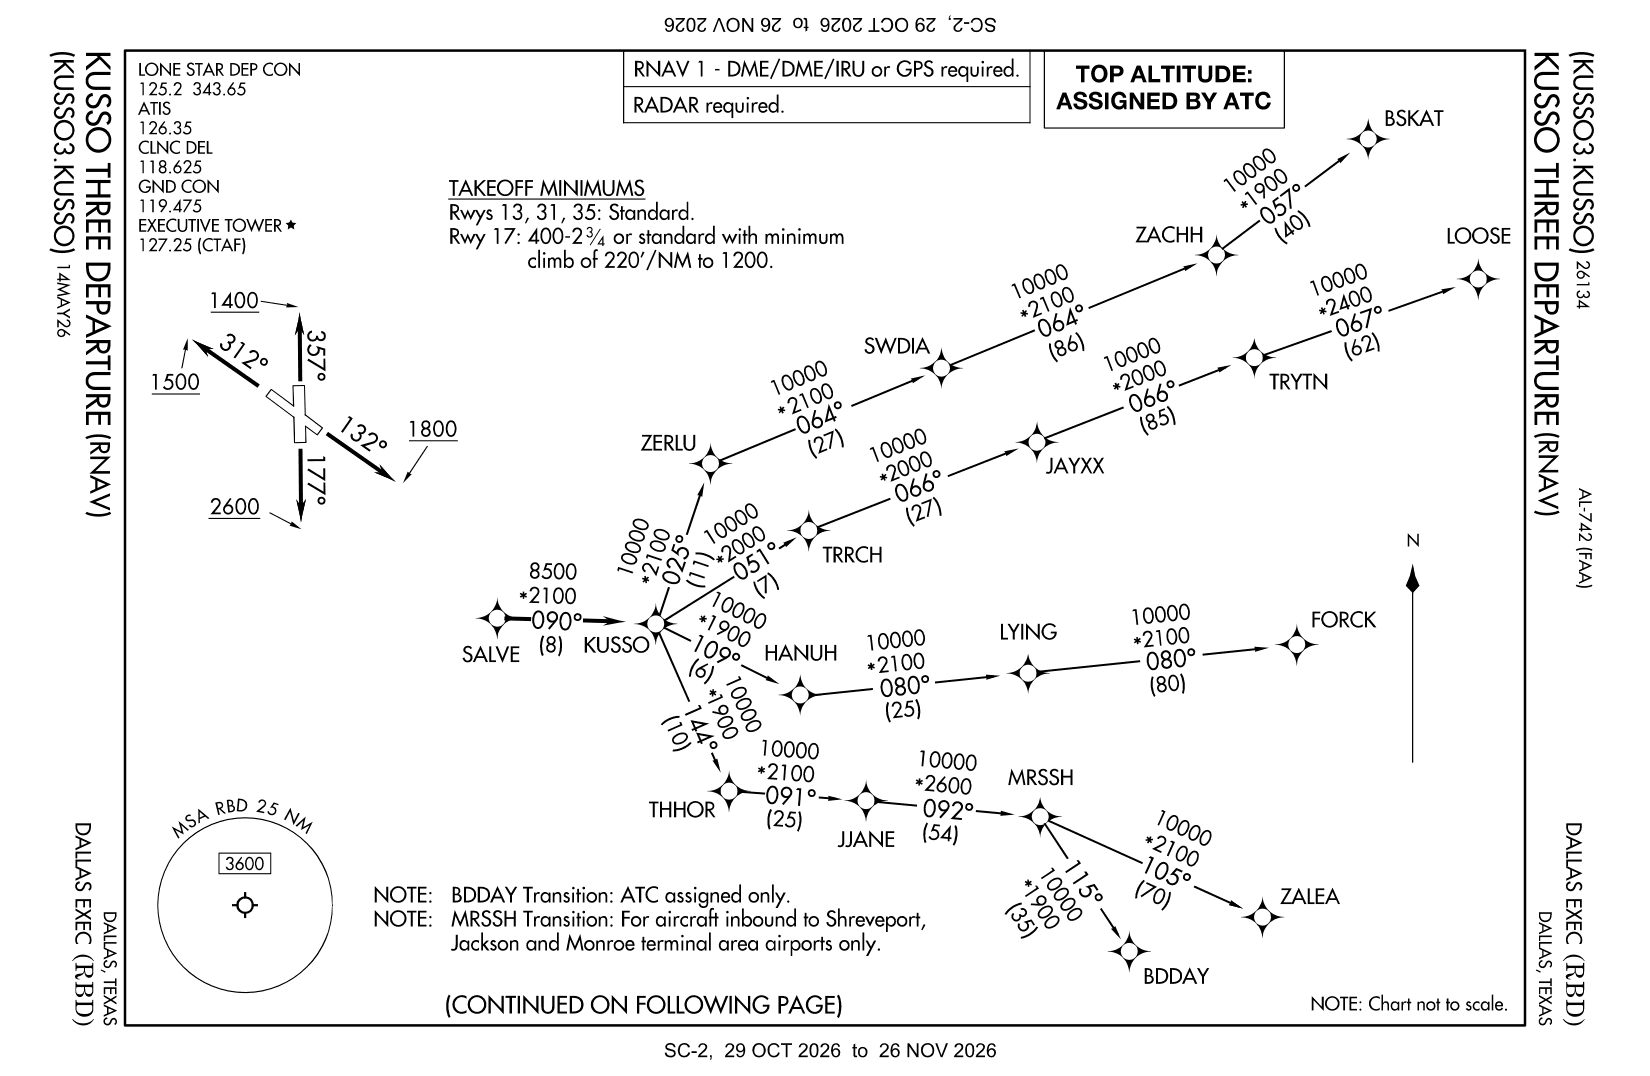 SC-2, 29 OCT 2026 to 26 NOV 2026
KUSSO THREE DEPARTURE (RNAV)
(KUSSO3.KUSSO) 14MAY26
DALLAS EXEC (RBD)
DALLAS, TEXAS
LONE STAR DEP CON
125.2 343.65
ATIS
126.35
CLNC DEL
118.625
GND CON
119.475
EXECUTIVE TOWER★
127.25 (CTAF)
RNAV 1 - DME/DME/IRU or GPS required.
RADAR required.
TOP ALTITUDE:
ASSIGNED BY ATC
TAKEOFF MINIMUMS
Rwys 13, 31, 35: Standard.
Rwy 17: 400-2¾ or standard with minimum
climb of 220'/NM to 1200.
1400
357°
312°
1500
132°
1800
177°
2600
BSKAT
10000
*1900
057°
(40)
ZACHH
LOOSE
10000
*2100
064°
(86)
10000
*2400
067°
(62)
SWDIA
TRYTN
10000
*2100
064°
(27)
10000
*2000
066°
(85)
ZERLU
JAYXX
10000
*2000
066°
(27)
10000
*2100
025°
(11)
10000
*2000
051°
(7)
TRRCH
8500
*2100
090°
(8)
SALVE
KUSSO
10000
*1900
109°
(6)
HANUH
10000
*2100
080°
(25)
LYING
10000
*2100
080°
(80)
FORCK
N
10000
*1900
144°
(10)
THHOR
10000
*2100
091°
(25)
JJANE
10000
*2600
092°
(54)
MRSSH
10000
*2100
105°
(70)
ZALEA
115°
10000
*1900
(35)
BDDAY
MSA RBD 25 NM
3600
NOTE: BDDAY Transition: ATC assigned only.
NOTE: MRSSH Transition: For aircraft inbound to Shreveport,
Jackson and Monroe terminal area airports only.
(CONTINUED ON FOLLOWING PAGE)
NOTE: Chart not to scale.
(KUSSO3.KUSSO) 26134
KUSSO THREE DEPARTURE (RNAV)
AL-742 (FAA)
DALLAS EXEC (RBD)
DALLAS, TEXAS
SC-2, 29 OCT 2026 to 26 NOV 2026